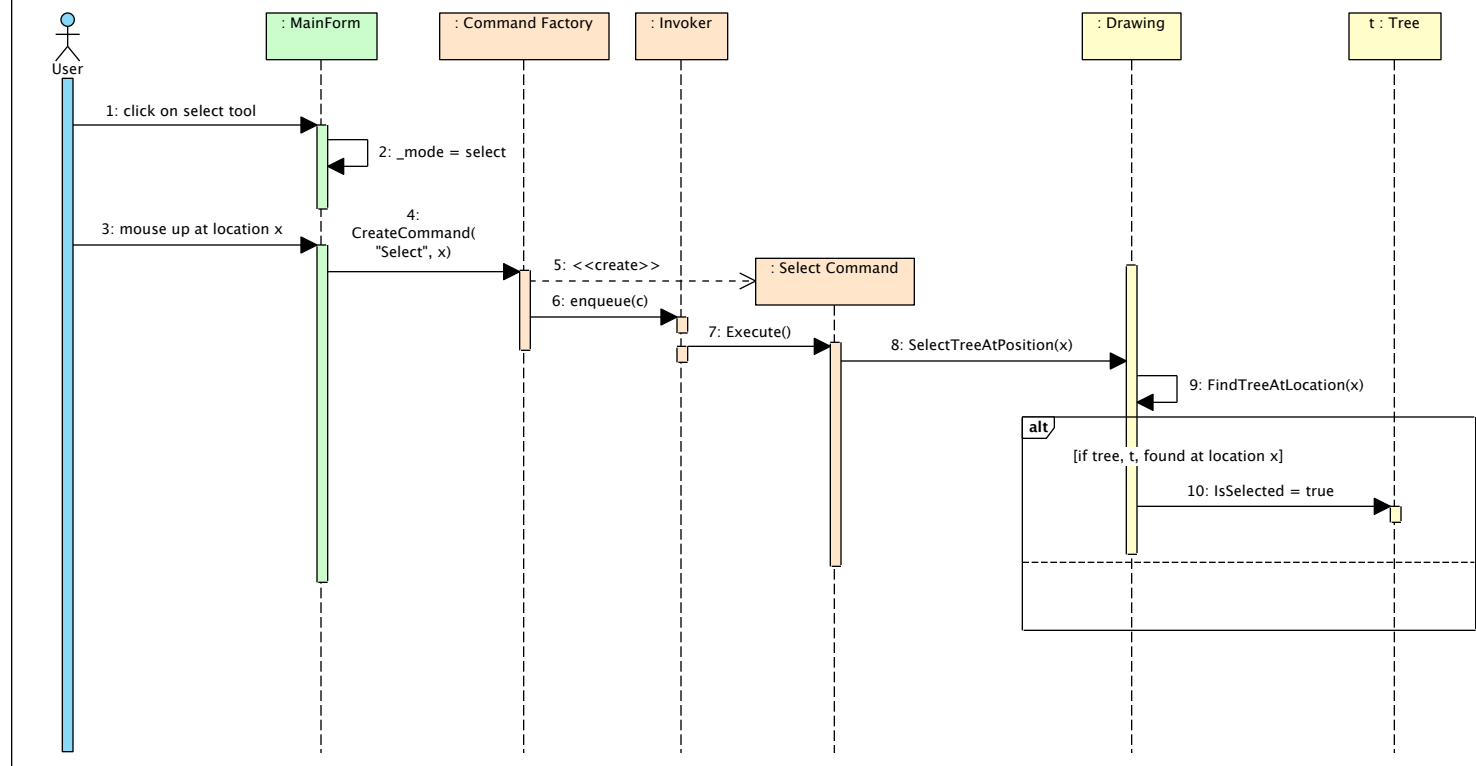 : MainForm
: Command Factory
: Invoker
: Drawing
t : Tree
User
1: click on select tool
2: _mode = select
3: mouse up at location x
4:
CreateCommand(
"Select", x)
5: <<create>>
: Select Command
6: enqueue(c)
7: Execute()
8: SelectTreeAtPosition(x)
9: FindTreeAtLocation(x)
alt
[if tree, t, found at location x]
10: IsSelected = true